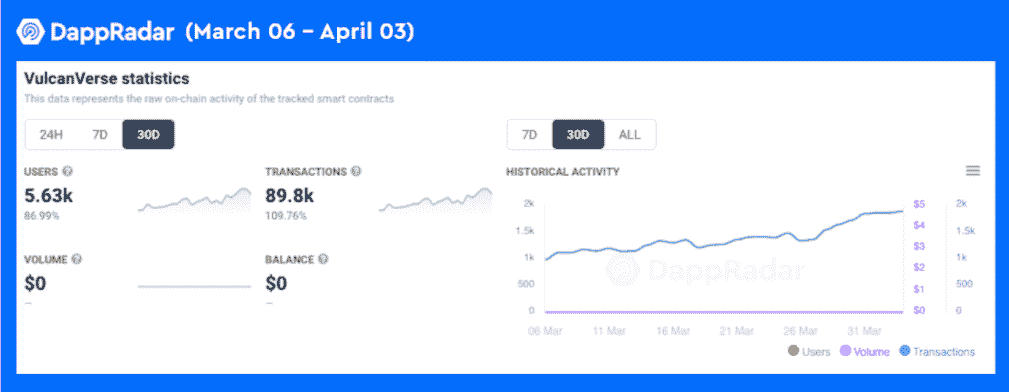 DappRadar (March 06 – April 03)
VulcanVerse statistics
This data represents the raw on-chain activity of the tracked smart contracts
24H 7D 30D
7D 30D ALL
USERS
5.63k
86.99%
TRANSACTIONS
89.8k
109.76%
VOLUME
$0
BALANCE
$0
HISTORICAL ACTIVITY
2k $5 2k
1.5k $4 1.5k
$3
1k $2 1k
500 $1 500
0 $0 0
DappRadar
06 Mar 11 Mar 16 Mar 21 Mar 26 Mar 31 Mar
Users Volume Transactions